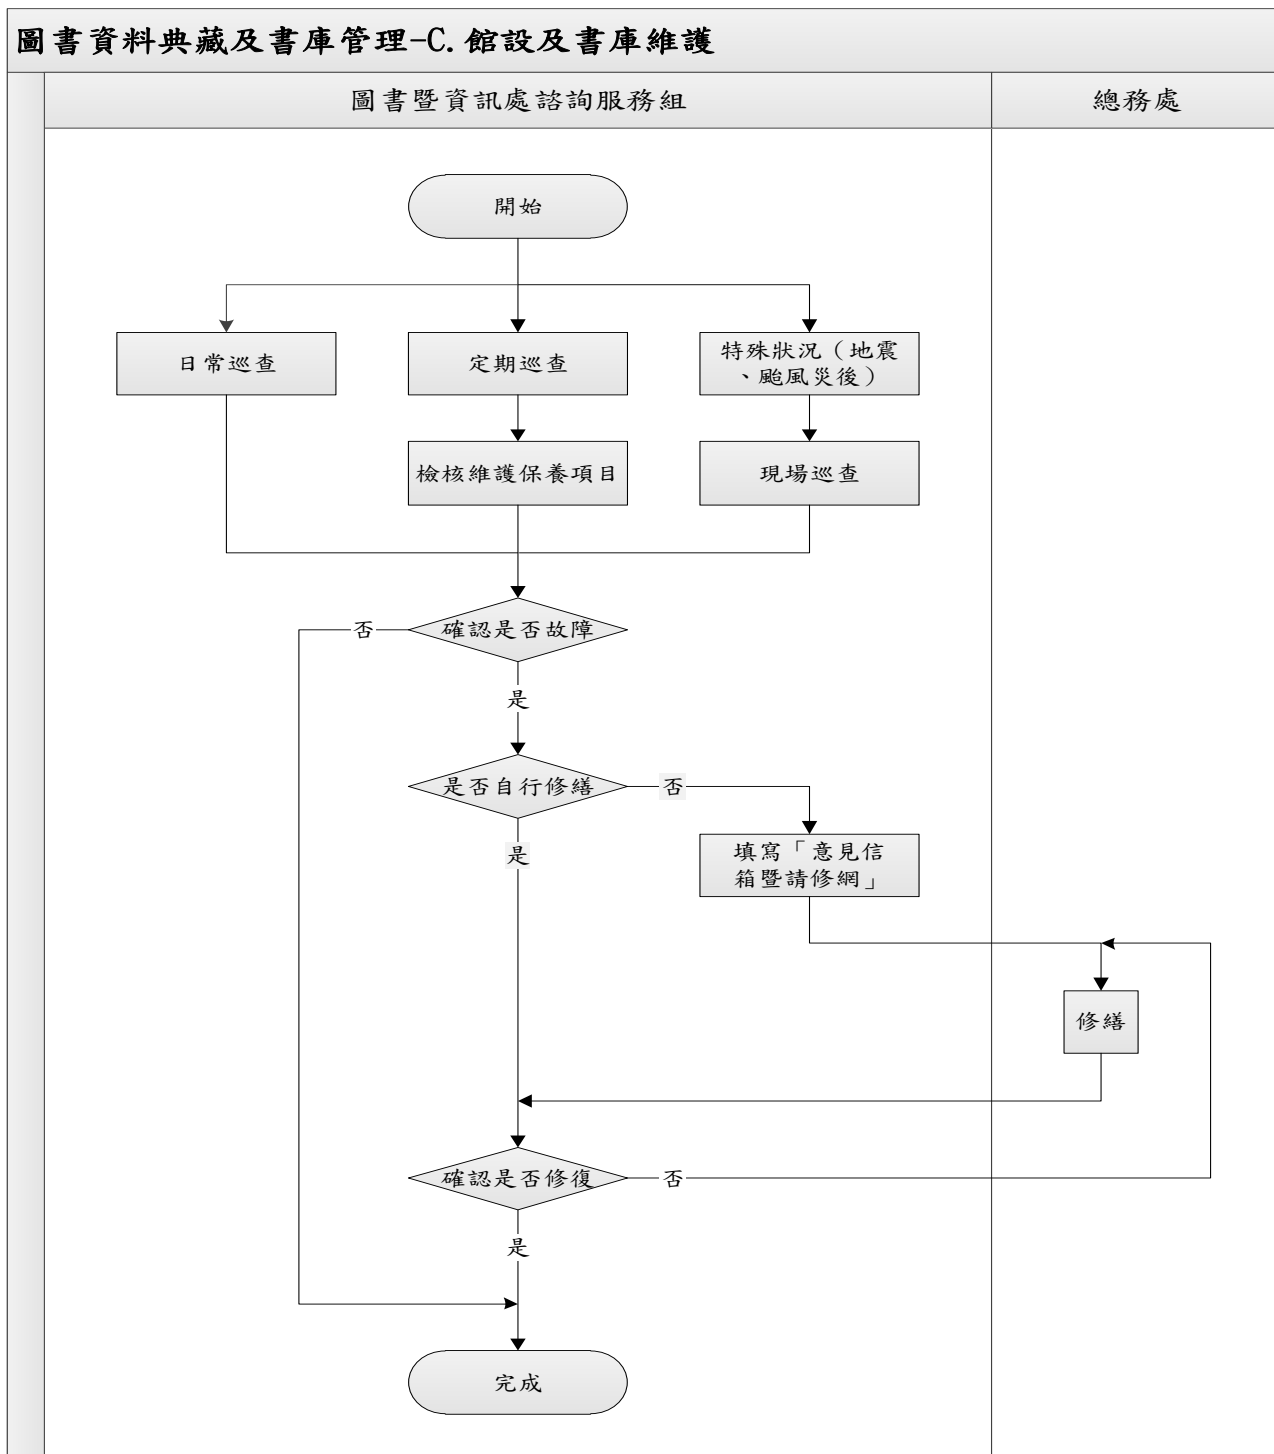 圖書資料典藏及書庫管理-C.館設及書庫維護
圖書暨資訊處諮詢服務組
總務處
開始
日常巡查
定期巡查
特殊狀況（地震
、颱風災後）
檢核維護保養項目
現場巡查
確認是否故障
否
是
是否自行修繕
否
是
填寫「意見信
箱暨請修網」
修繕
確認是否修復
否
是
完成